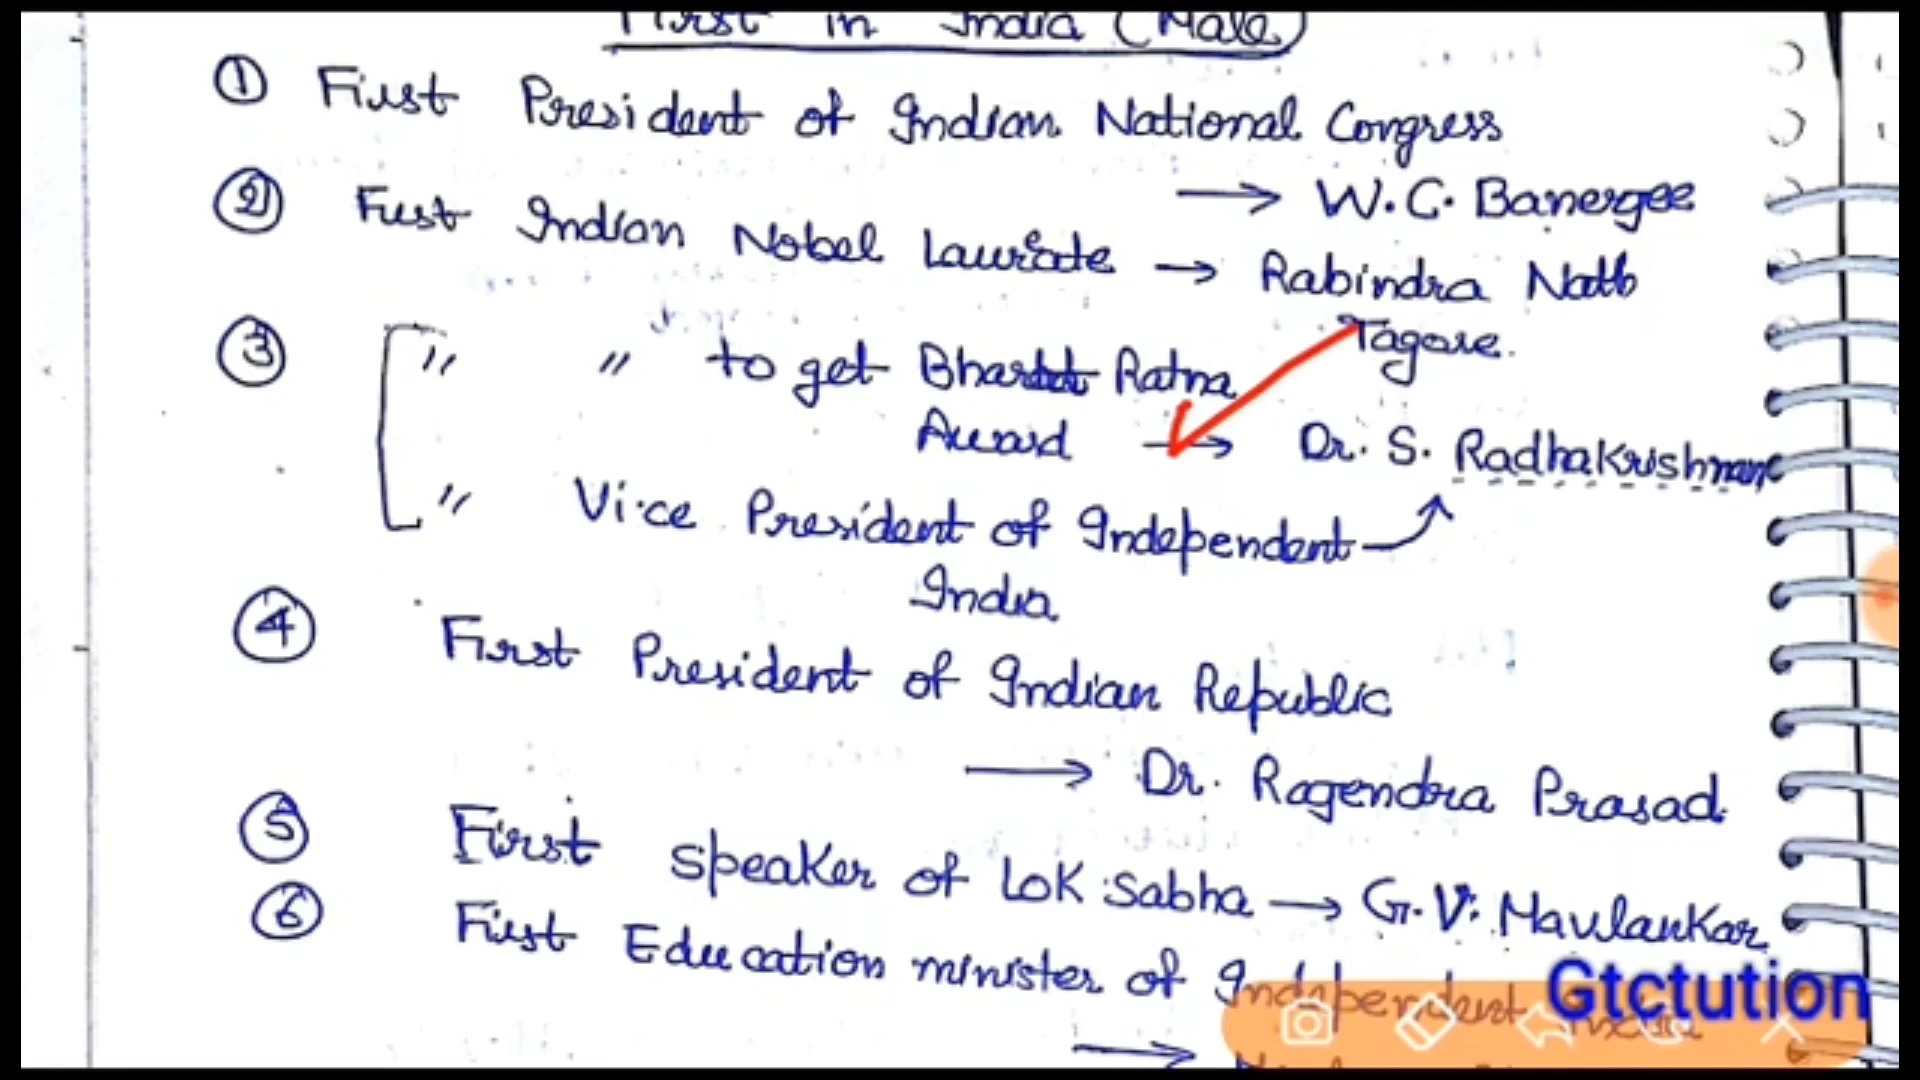 First in India (Male)
① First President of Indian National Congress
→ W.C. Banergee
② First Indian Nobel Laurate → Rabindra Nath
Tagore.
③ " " to get Bharat Ratna
Award → Dr. S. Radhakrishnan
" Vice President of Independent
India
④ First President of Indian Republic
→ Dr. Ragendra Prasad
⑤ First speaker of Lok Sabha → G.V. Mavlankar
⑥ First Education minister of Independent India
→
Gtctution